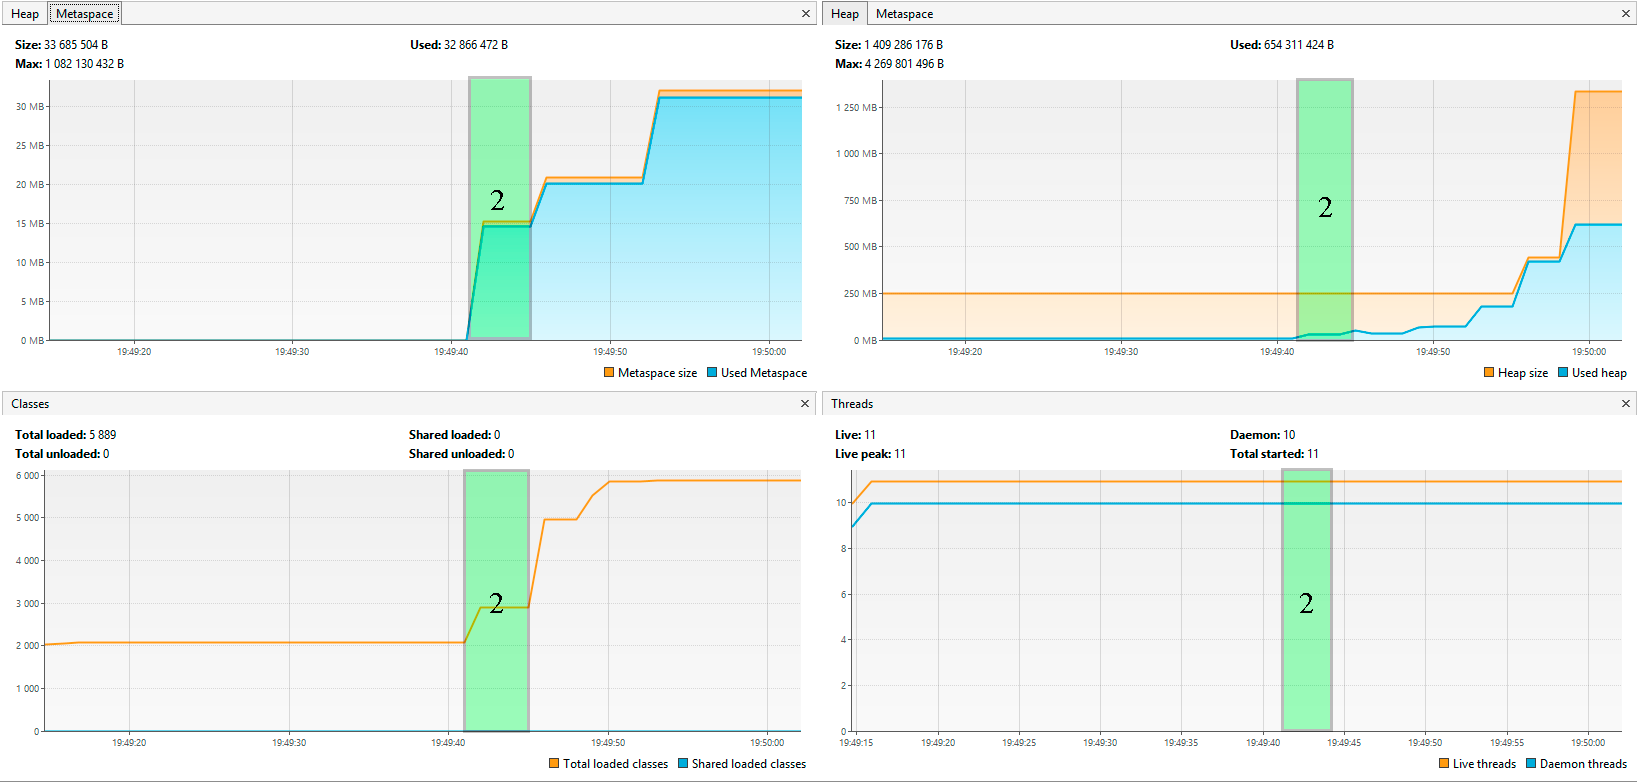 Heap Metaspace ×
Size: 33 685 504 B Used: 32 866 472 B
Max: 1 082 130 432 B
30 MB
25 MB
20 MB
15 MB
10 MB
5 MB
0 MB
2
19:49:20 19:49:30 19:49:40 19:49:50 19:50:00
Metaspace size Used Metaspace
Heap Metaspace ×
Size: 1 409 286 176 B Used: 654 311 424 B
Max: 4 269 801 496 B
1 250 MB
1 000 MB
750 MB
500 MB
250 MB
0 MB
2
19:49:20 19:49:30 19:49:40 19:49:50 19:50:00
Heap size Used heap
Classes ×
Total loaded: 5 889 Shared loaded: 0
Total unloaded: 0 Shared unloaded: 0
6 000
5 000
4 000
3 000
2 000
1 000
0
2
19:49:20 19:49:30 19:49:40 19:49:50 19:50:00
Total loaded classes Shared loaded classes
Threads ×
Live: 11 Daemon: 10
Live peak: 11 Total started: 11
10
8
6
4
2
0
2
19:49:15 19:49:20 19:49:25 19:49:30 19:49:35 19:49:40 19:49:45 19:49:50 19:49:55 19:50:00
Live threads Daemon threads